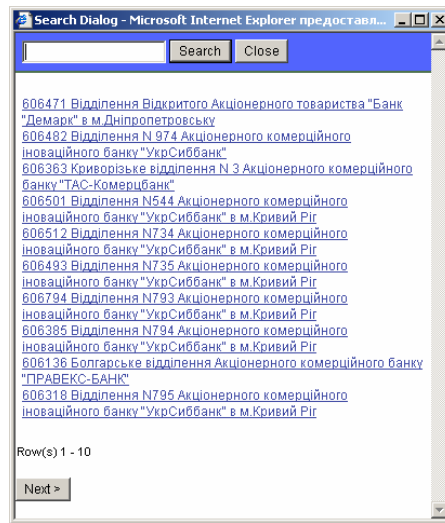 Search Dialog - Microsoft Internet Explorer предоставл...
Search Close
606471 Відділення Відкритого Акціонерного товариства "Банк
"Демарк" в м.Дніпропетровську
606482 Відділення N 974 Акціонерного комерційного
іноваційного банку "УкрСиббанк"
606363 Криворізьке відділення N 3 Акціонерного комерційного
банку "ТАС-Комерцбанк"
606501 Відділення N544 Акціонерного комерційного
іноваційного банку "УкрСиббанк" в м.Кривий Ріг
606512 Відділення N734 Акціонерного комерційного
іноваційного банку "УкрСиббанк" в м.Кривий Ріг
606493 Відділення N735 Акціонерного комерційного
іноваційного банку "УкрСиббанк" в м.Кривий Ріг
606794 Відділення N793 Акціонерного комерційного
іноваційного банку "УкрСиббанк" в м.Кривий Ріг
606385 Відділення N794 Акціонерного комерційного
іноваційного банку "УкрСиббанк" в м.Кривий Ріг
606136 Болгарське відділення Акціонерного комерційного банку
"ПРАВЕКС-БАНК"
606318 Відділення N795 Акціонерного комерційного
іноваційного банку "УкрСиббанк" в м.Кривий Ріг
Row(s) 1 - 10
Next >